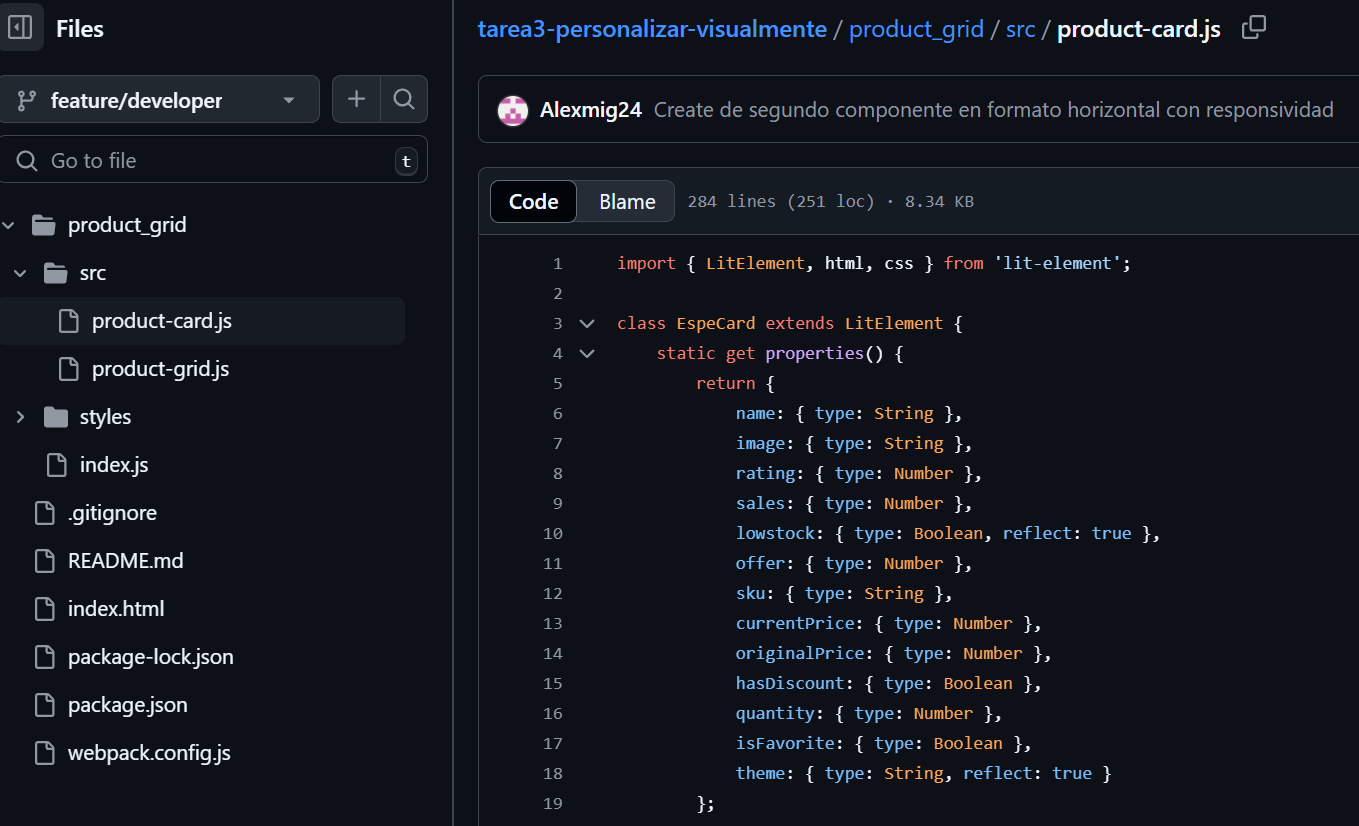 Files
feature/developer
Go to file
t
product_grid
src
product-card.js
product-grid.js
styles
index.js
.gitignore
README.md
index.html
package-lock.json
package.json
webpack.config.js
tarea3-personalizar-visualmente / product_grid / src / product-card.js
Alexmig24 Create de segundo componente en formato horizontal con responsividad
Code Blame 284 lines (251 loc) · 8.34 KB
1 import { LitElement, html, css } from 'lit-element';
2
3 class EspeCard extends LitElement {
4 static get properties() {
5 return {
6 name: { type: String },
7 image: { type: String },
8 rating: { type: Number },
9 sales: { type: Number },
10 lowstock: { type: Boolean, reflect: true },
11 offer: { type: Number },
12 sku: { type: String },
13 currentPrice: { type: Number },
14 originalPrice: { type: Number },
15 hasDiscount: { type: Boolean },
16 quantity: { type: Number },
17 isFavorite: { type: Boolean },
18 theme: { type: String, reflect: true }
19 };